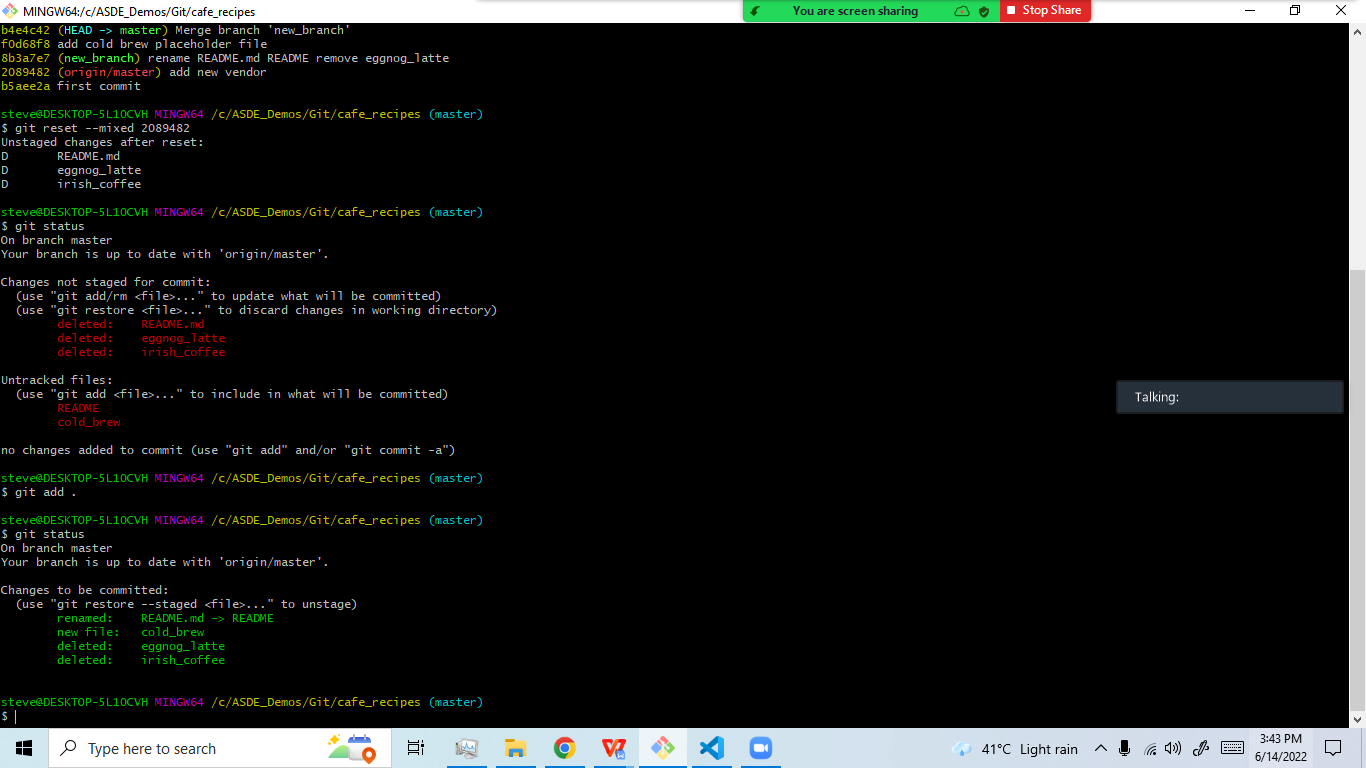 MINGW64:/c/ASDE_Demos/Git/cafe_recipes
You are screen sharing
Stop Share
b4e4c42 (HEAD -> master) Merge branch 'new_branch'
f0d68f8 add cold brew placeholder file
8b3a7e7 (new_branch) rename README.md README remove eggnog_latte
2089482 (origin/master) add new vendor
b5aee2a first commit
steve@DESKTOP-5L1OCVH MINGW64 /c/ASDE_Demos/Git/cafe_recipes (master)
$ git reset --mixed 2089482
Unstaged changes after reset:
D README.md
D eggnog_latte
D irish_coffee
steve@DESKTOP-5L1OCVH MINGW64 /c/ASDE_Demos/Git/cafe_recipes (master)
$ git status
On branch master
Your branch is up to date with 'origin/master'.
Changes not staged for commit:
(use "git add/rm <file>..." to update what will be committed)
(use "git restore <file>..." to discard changes in working directory)
deleted: README.md
deleted: eggnog_latte
deleted: irish_coffee
Untracked files:
(use "git add <file>..." to include in what will be committed)
README
cold_brew
no changes added to commit (use "git add" and/or "git commit -a")
steve@DESKTOP-5L1OCVH MINGW64 /c/ASDE_Demos/Git/cafe_recipes (master)
$ git add .
steve@DESKTOP-5L1OCVH MINGW64 /c/ASDE_Demos/Git/cafe_recipes (master)
$ git status
On branch master
Your branch is up to date with 'origin/master'.
Changes to be committed:
(use "git restore --staged <file>..." to unstage)
renamed: README.md -> README
new file: cold_brew
deleted: eggnog_latte
deleted: irish_coffee
steve@DESKTOP-5L1OCVH MINGW64 /c/ASDE_Demos/Git/cafe_recipes (master)
$
Talking:
Type here to search
41°C Light rain
3:43 PM
6/14/2022